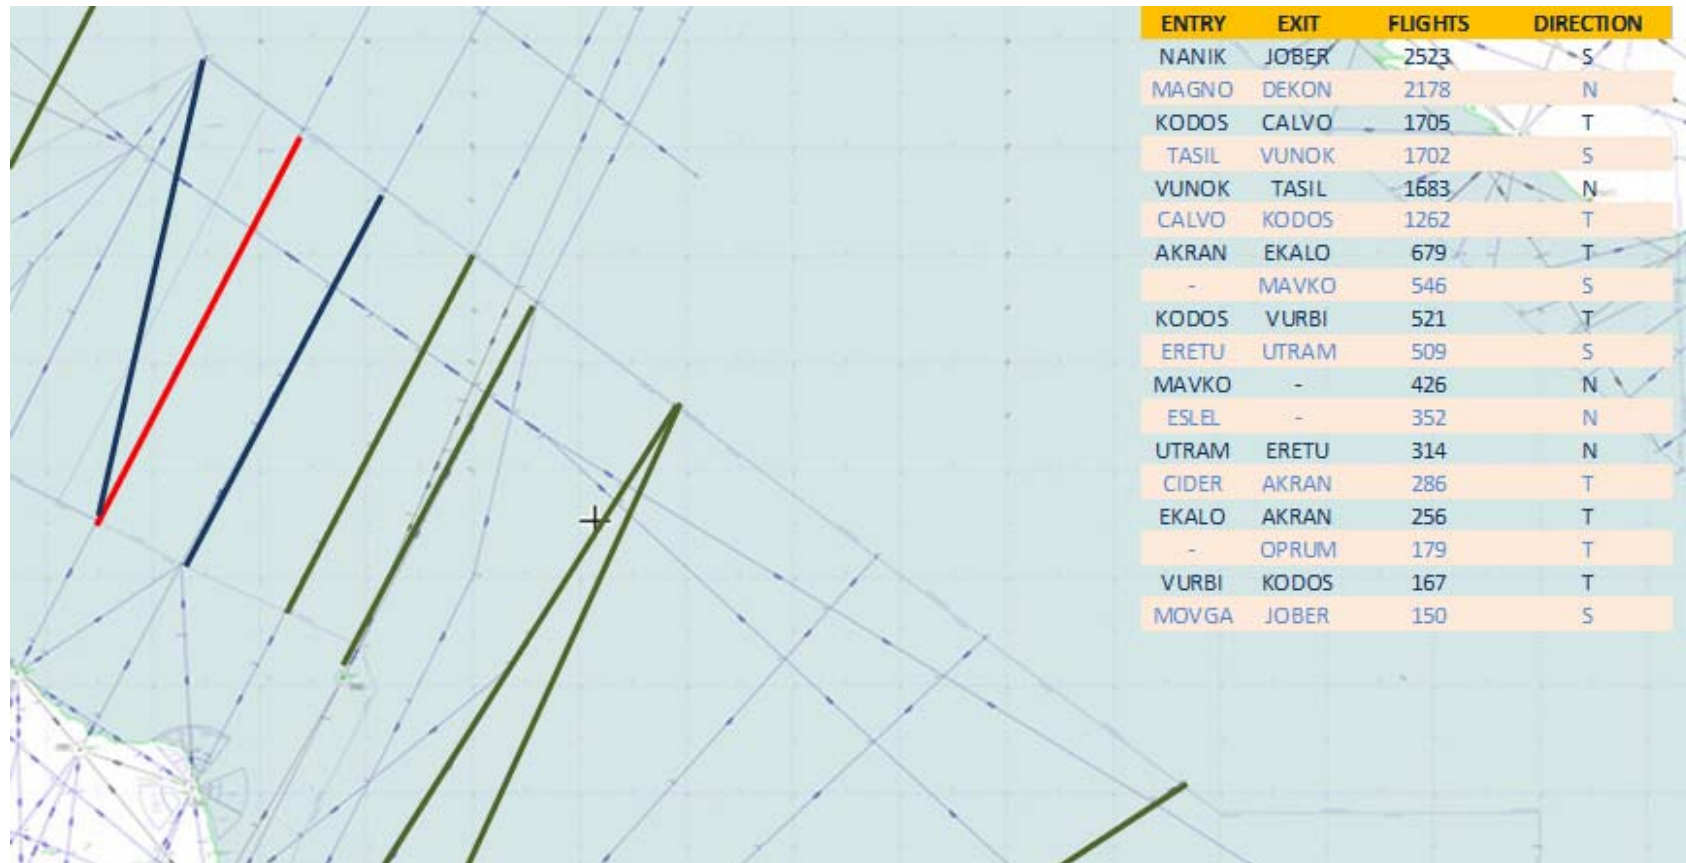 ENTRY EXIT FLIGHTS DIRECTION
NANIK JOBER 2523 S
MAGNO DEKON 2178 N
KODOS CALVO 1705 T
TASIL VUNOK 1702 S
VUNOK TASIL 1683 N
CALVO KODOS 1262 T
AKRAN EKALO 679 T
- MAVKO 546 S
KODOS VURBI 521 T
ERETU UTRAM 509 S
MAVKO - 426 N
ESLEL - 352 N
UTRAM ERETU 314 N
CIDER AKRAN 286 T
EKALO AKRAN 256 T
- OPRUM 179 T
VURBI KODOS 167 T
MOVGA JOBER 150 S